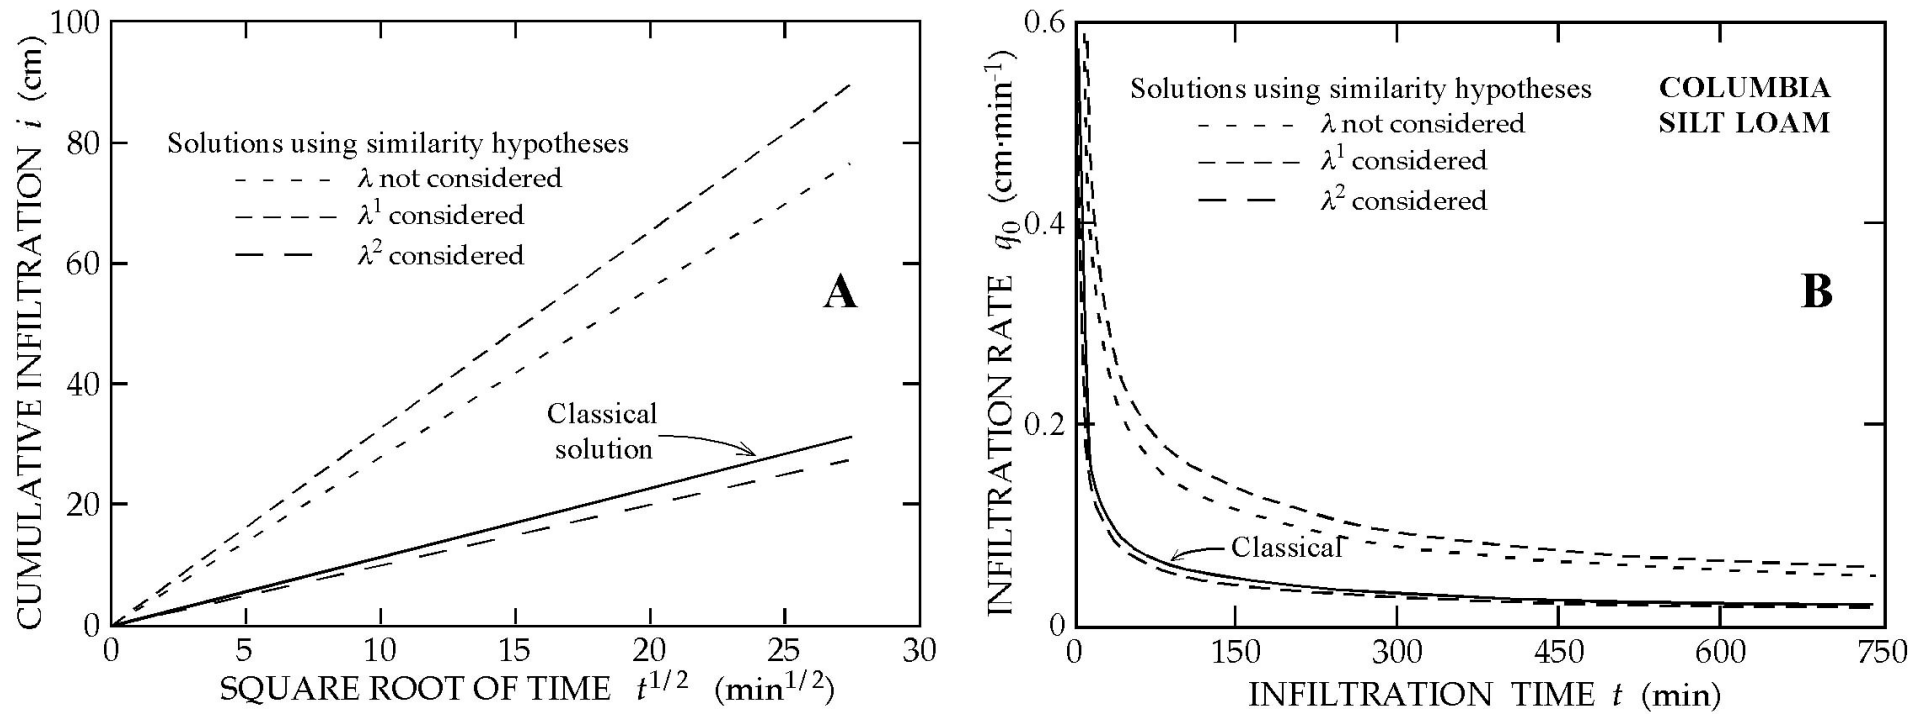 100
80
60
40
20
0
CUMULATIVE INFILTRATION i (cm)
Solutions using similarity hypotheses
λ not considered
λ¹ considered
λ² considered
A
Classical
solution
0 5 10 15 20 25 30
SQUARE ROOT OF TIME t^{1/2} (min^{1/2})
0.6
0.4
0.2
0
INFILTRATION RATE q₀ (cm·min⁻¹)
Solutions using similarity hypotheses
λ not considered
λ¹ considered
λ² considered
COLUMBIA
SILT LOAM
B
Classical
0 150 300 450 600 750
INFILTRATION TIME t (min)